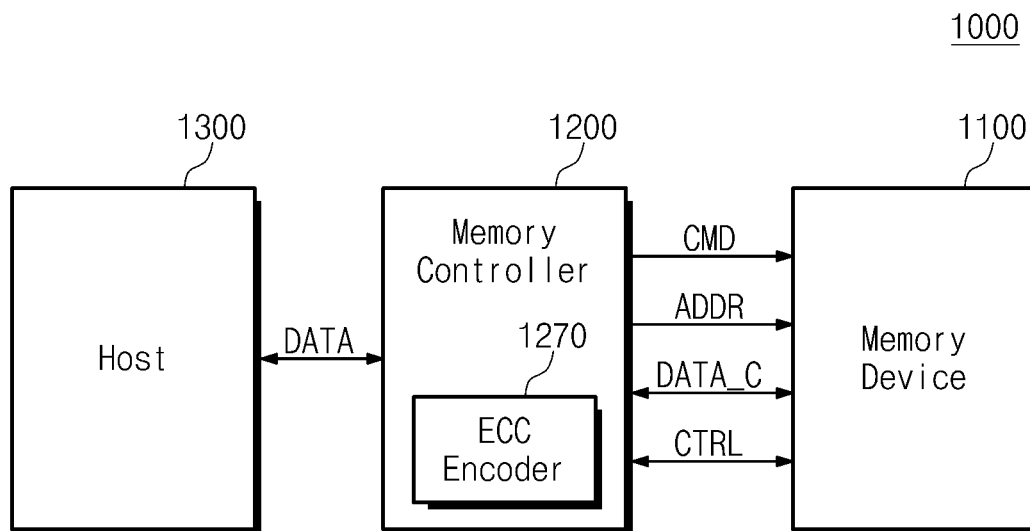 1000
1300
1200
1100
Memory
Controller
CMD
ADDR
1270
Host
DATA
Memory
Device
DATA_C
ECC
Encoder
CTRL